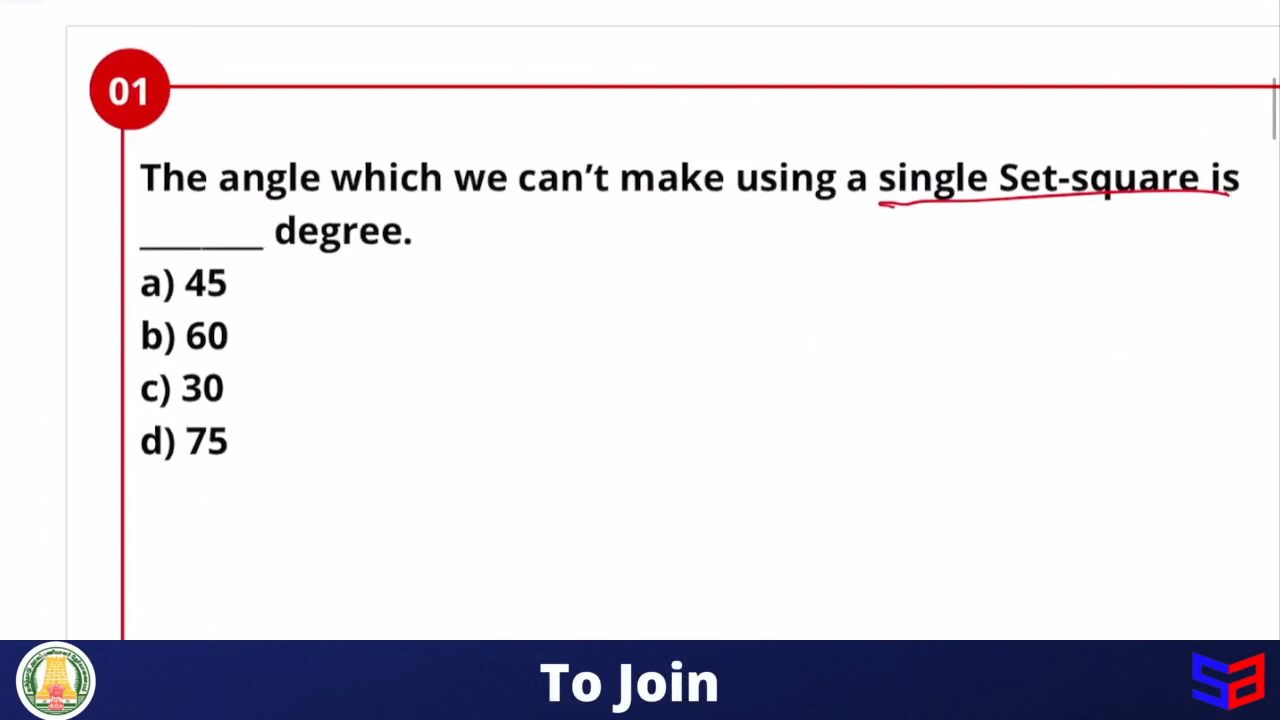 01
The angle which we can’t make using a single Set-square is
______ degree.
a) 45
b) 60
c) 30
d) 75
To Join